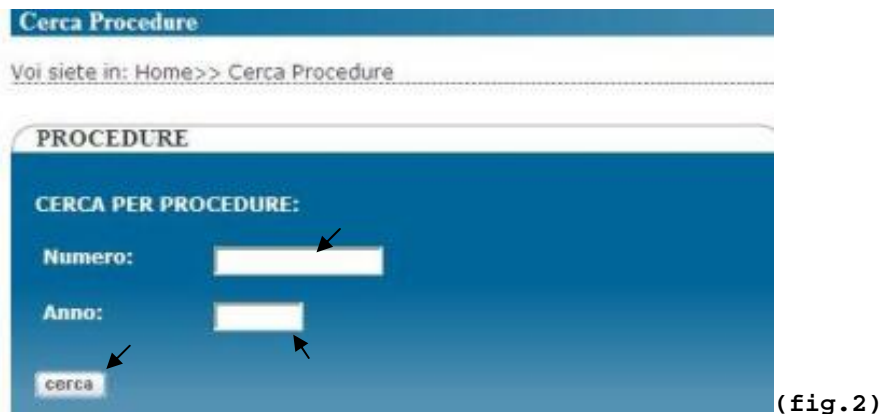 Cerca Procedure
Voi siete in: Home>> Cerca Procedure
PROCEDURE
CERCA PER PROCEDURE:
Numero:
Anno:
cerca
(fig.2)